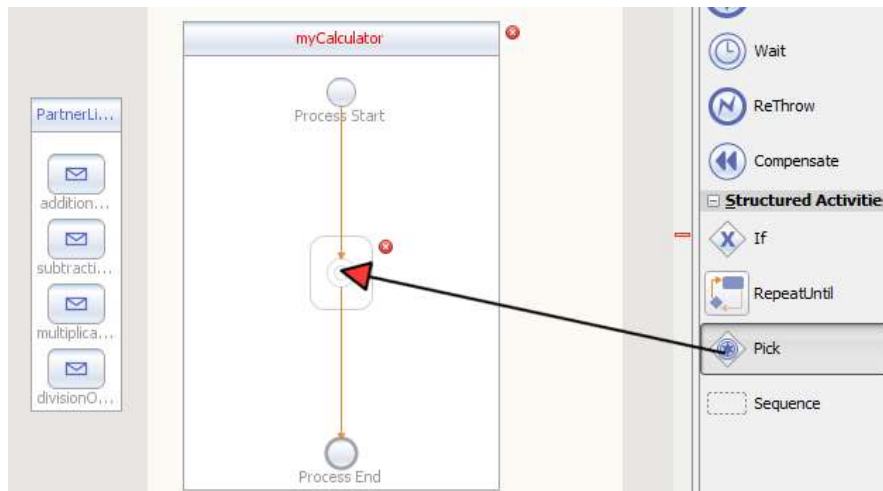 myCalculator
Process Start
Process End
PartnerLi...
addition...
subtracti...
multiplica...
divisionO...
Wait
ReThrow
Compensate
Structured Activitie
If
RepeatUntil
Pick
Sequence